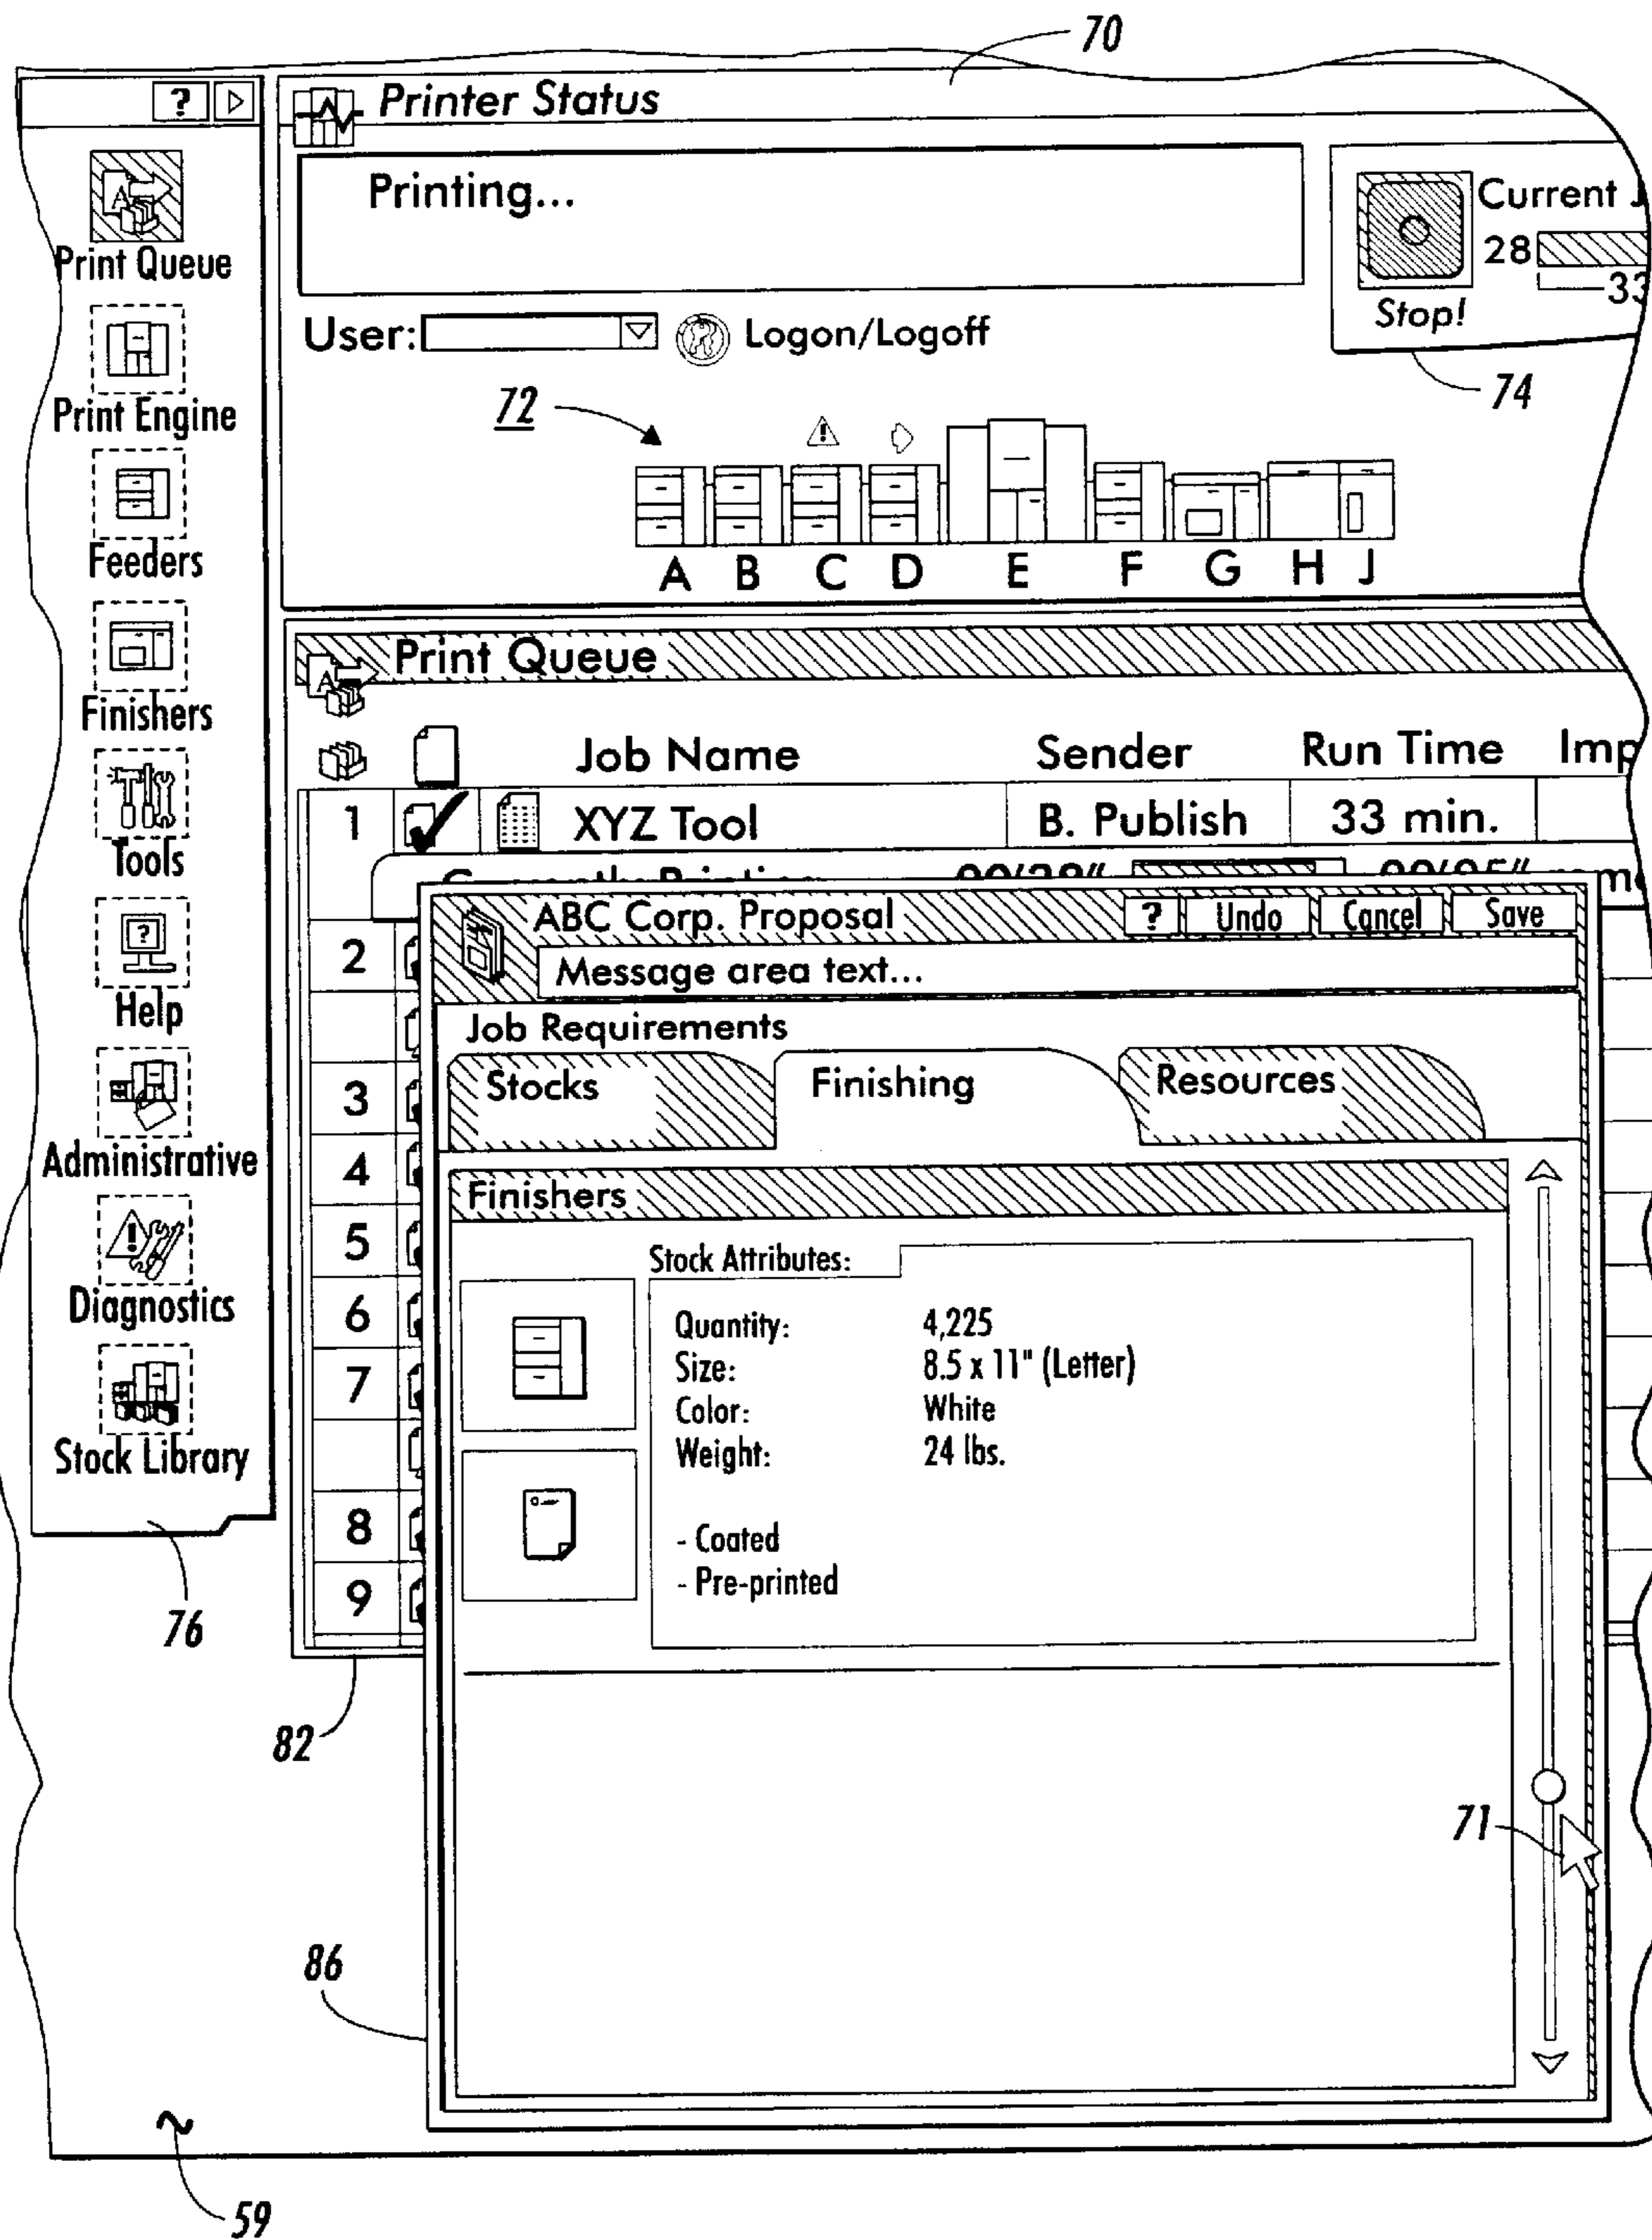 70
?
Printer Status
Print Queue
Print Engine
Feeders
Finishers
Tools
Help
Administrative
Diagnostics
Stock Library
76
Printing...
Current J
28
33
Stop!
74
User:
Logon/Logoff
72
A B C D E F G H J
Print Queue
Job Name Sender Run Time Imp
1 XYZ Tool B. Publish 33 min.
2
3
4
5
6
7
8
9
82
ABC Corp. Proposal ? Undo Cancel Save
Message area text...
Job Requirements
Stocks Finishing Resources
Finishers
Stock Attributes:
Quantity: 4,225
Size: 8.5 x 11" (Letter)
Color: White
Weight: 24 lbs.
- Coated
- Pre-printed
71
86
59